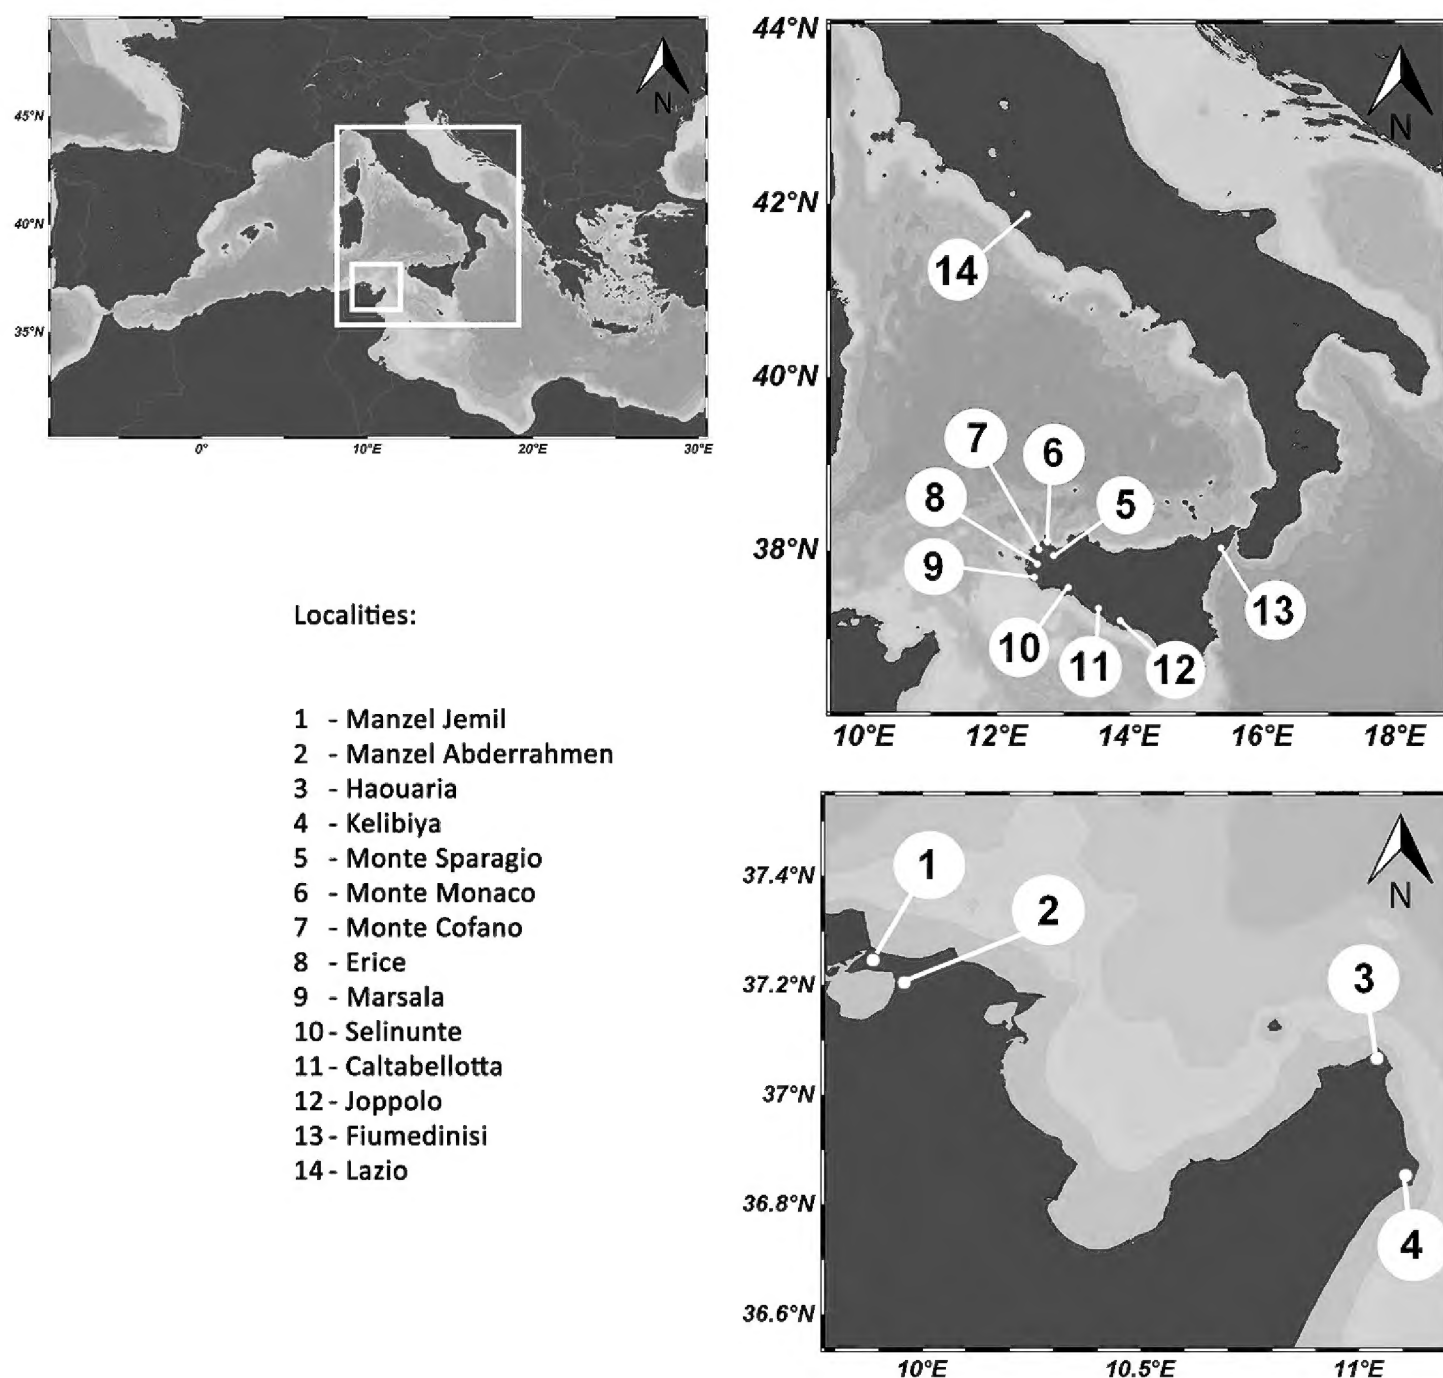 N
45°N
40°N
35°N
0°
10°E
20°E
30°E
Localities:
1 - Manzel Jemil
2 - Manzel Abderrahmen
3 - Haouaria
4 - Kelibiya
5 - Monte Sparagio
6 - Monte Monaco
7 - Monte Cofano
8 - Erice
9 - Marsala
10 - Selinunte
11 - Caltabellotta
12 - Joppolo
13 - Fiumedinisi
14 - Lazio
44°N
N
42°N
14
40°N
7
6
8
5
38°N
9
13
10
11
12
10°E
12°E
14°E
16°E
18°E
37.4°N
1
N
2
37.2°N
3
37°N
36.8°N
4
36.6°N
10°E
10.5°E
11°E